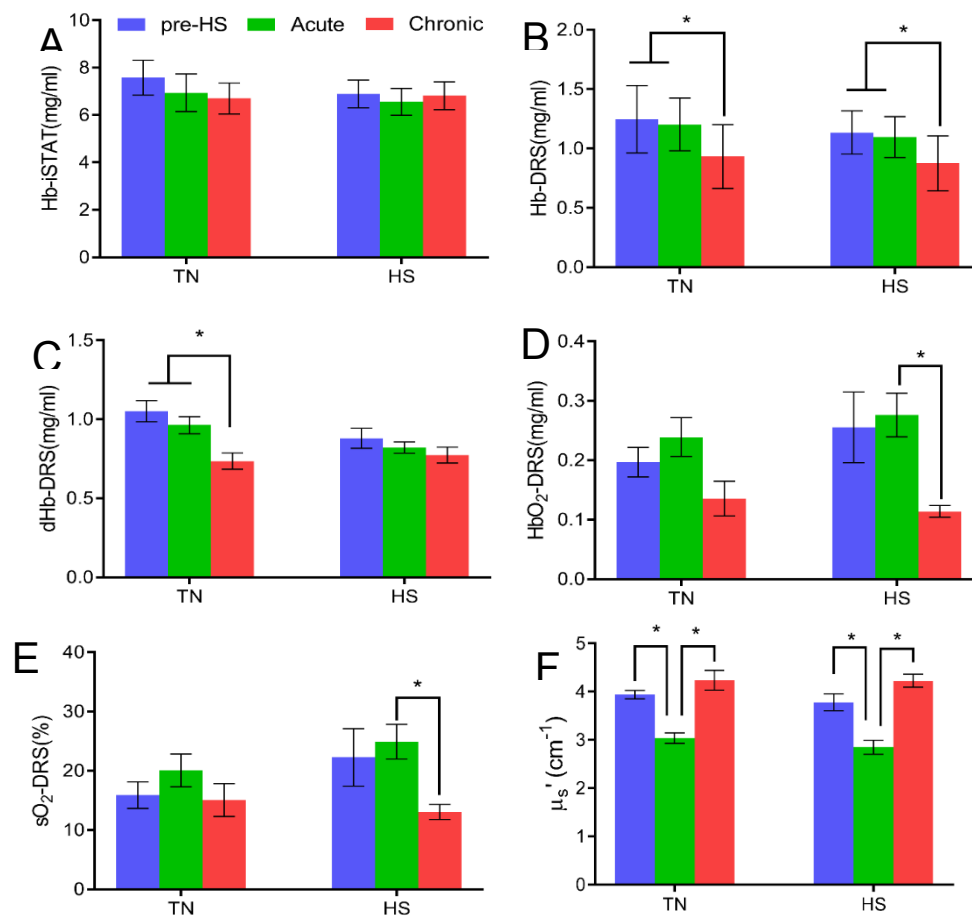 A
pre-HS Acute Chronic
Hb-iSTAT(mg/ml)
10
8
6
4
2
0
TN HS
B
Hb-DRS(mg/ml)
2.0
1.5
1.0
0.5
0.0
* *
TN HS
C
dHb-DRS(mg/ml)
1.5
1.0
0.5
0.0
*
TN HS
D
HbO₂-DRS(mg/ml)
0.4
0.3
0.2
0.1
0.0
*
TN HS
E
sO₂-DRS(%)
40
30
20
10
0
*
TN HS
F
μₛ' (cm⁻¹)
5
4
3
2
1
0
* * * *
TN HS